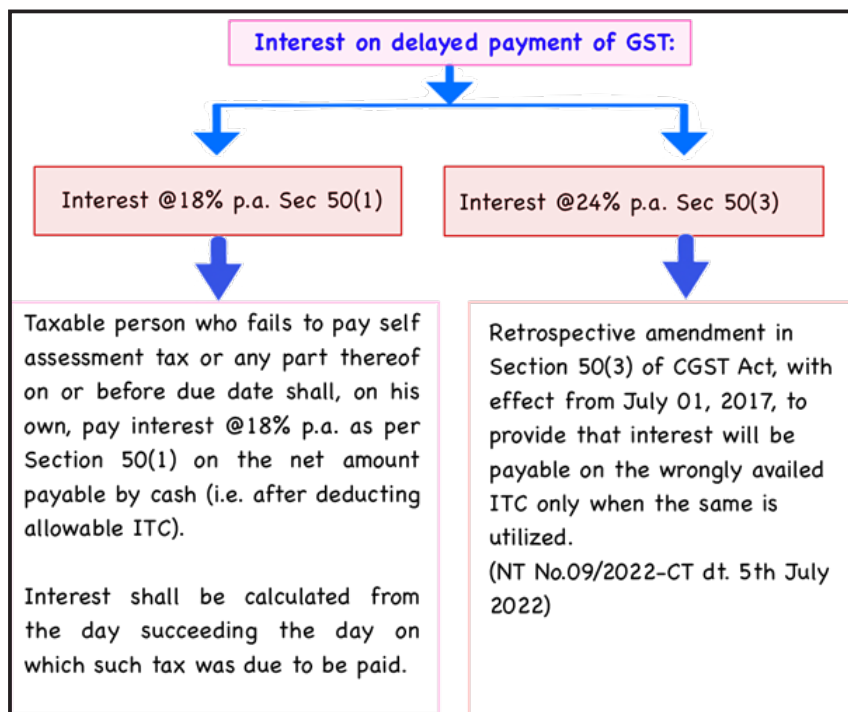 Interest on delayed payment of GST:
Interest @18% p.a. Sec 50(1)
Interest @24% p.a. Sec 50(3)
Taxable person who fails to pay self
assessment tax or any part thereof
on or before due date shall, on his
own, pay interest @18% p.a. as per
Section 50(1) on the net amount
payable by cash (i.e. after deducting
allowable ITC).
Interest shall be calculated from
the day succeeding the day on
which such tax was due to be paid.
Retrospective amendment in
Section 50(3) of CGST Act, with
effect from July 01, 2017, to
provide that interest will be
payable on the wrongly availed
ITC only when the same is
utilized.
(NT No.09/2022-CT dt. 5th July
2022)